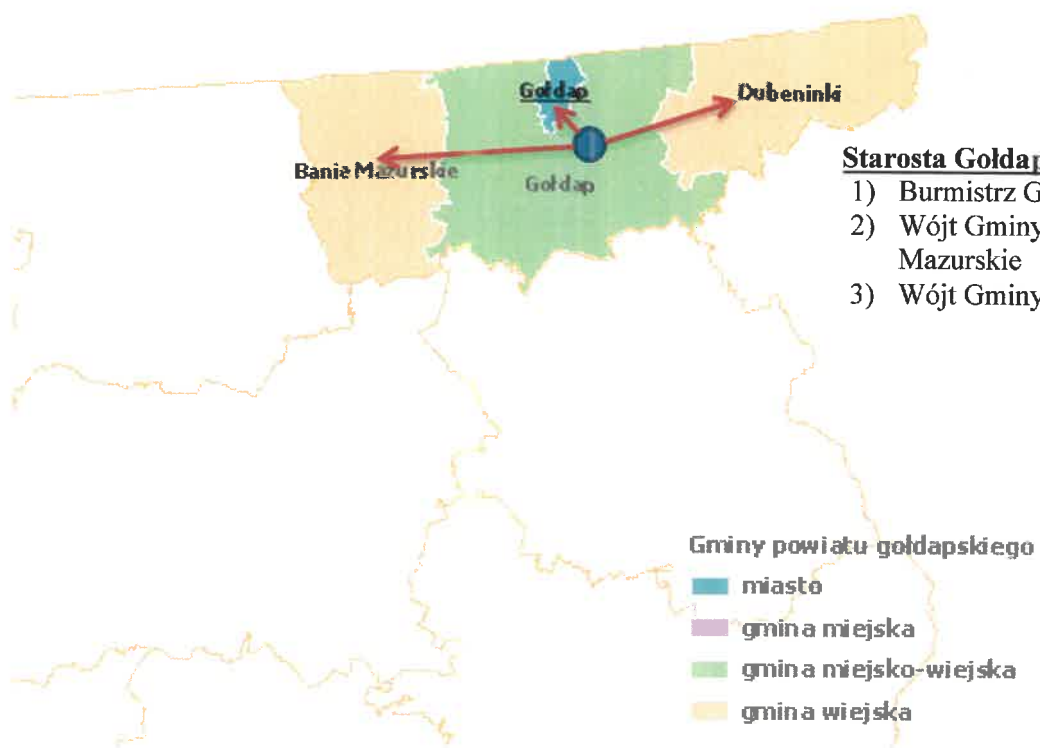 Gołdap
Dubeninki
Banie Mazurskie
Gołdap
Starosta Gołdap
1) Burmistrz G
2) Wójt Gminy
Mazurskie
3) Wójt Gminy
Gminy powiatu gołdapskiego
miasto
gmina miejska
gmina miejsko-wiejska
gmina wiejska